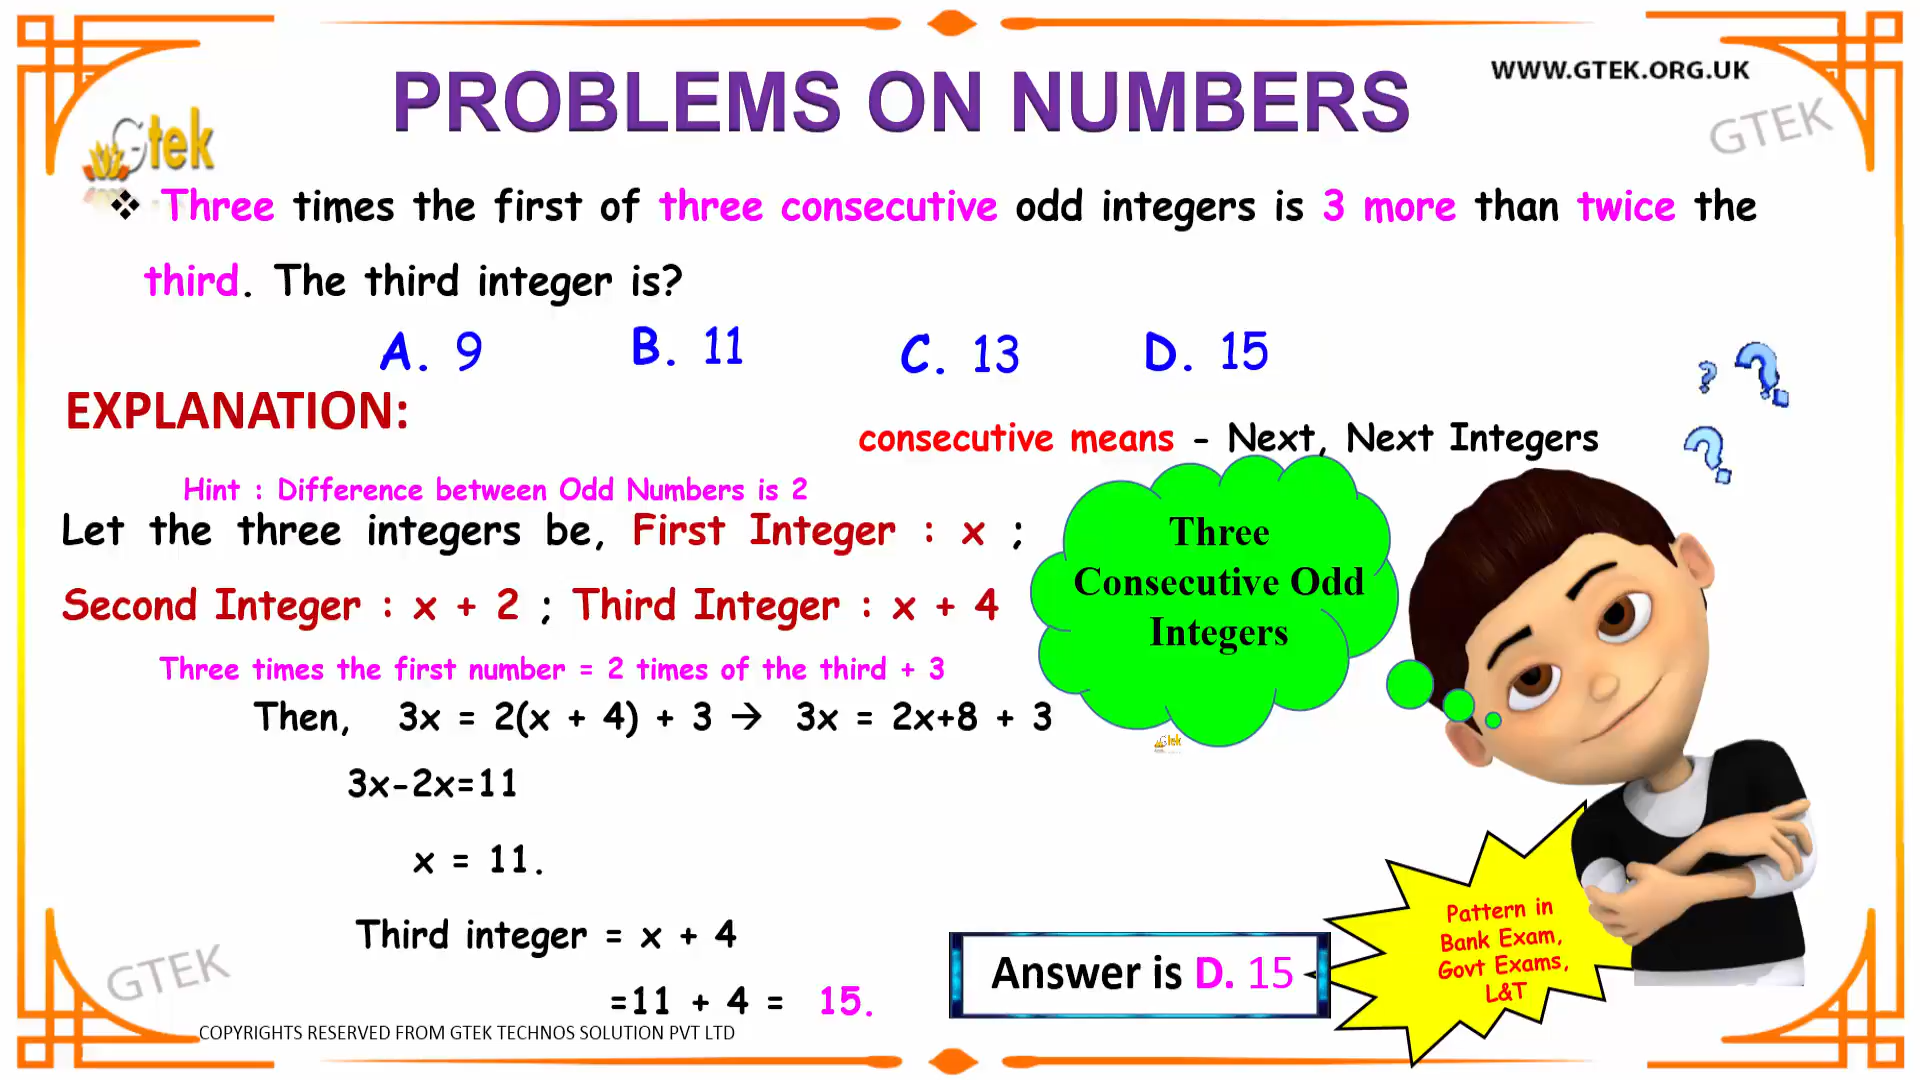 WWW.GTEK.ORG.UK
PROBLEMS ON NUMBERS
GTEK
Gtek
❖ Three times the first of three consecutive odd integers is 3 more than twice the
third. The third integer is?
A. 9 B. 11 C. 13 D. 15
EXPLANATION:
consecutive means - Next, Next Integers
Hint : Difference between Odd Numbers is 2
Let the three integers be, First Integer : x ;
Second Integer : x + 2 ; Third Integer : x + 4
Three
Consecutive Odd
Integers
Three times the first number = 2 times of the third + 3
Then, 3x = 2(x + 4) + 3 → 3x = 2x+8 + 3
Gtek
3x-2x=11
x = 11.
Third integer = x + 4
=11 + 4 = 15.
Answer is D. 15
Pattern in
Bank Exam,
Govt Exams,
L&T
GTEK
COPYRIGHTS RESERVED FROM GTEK TECHNOS SOLUTION PVT LTD